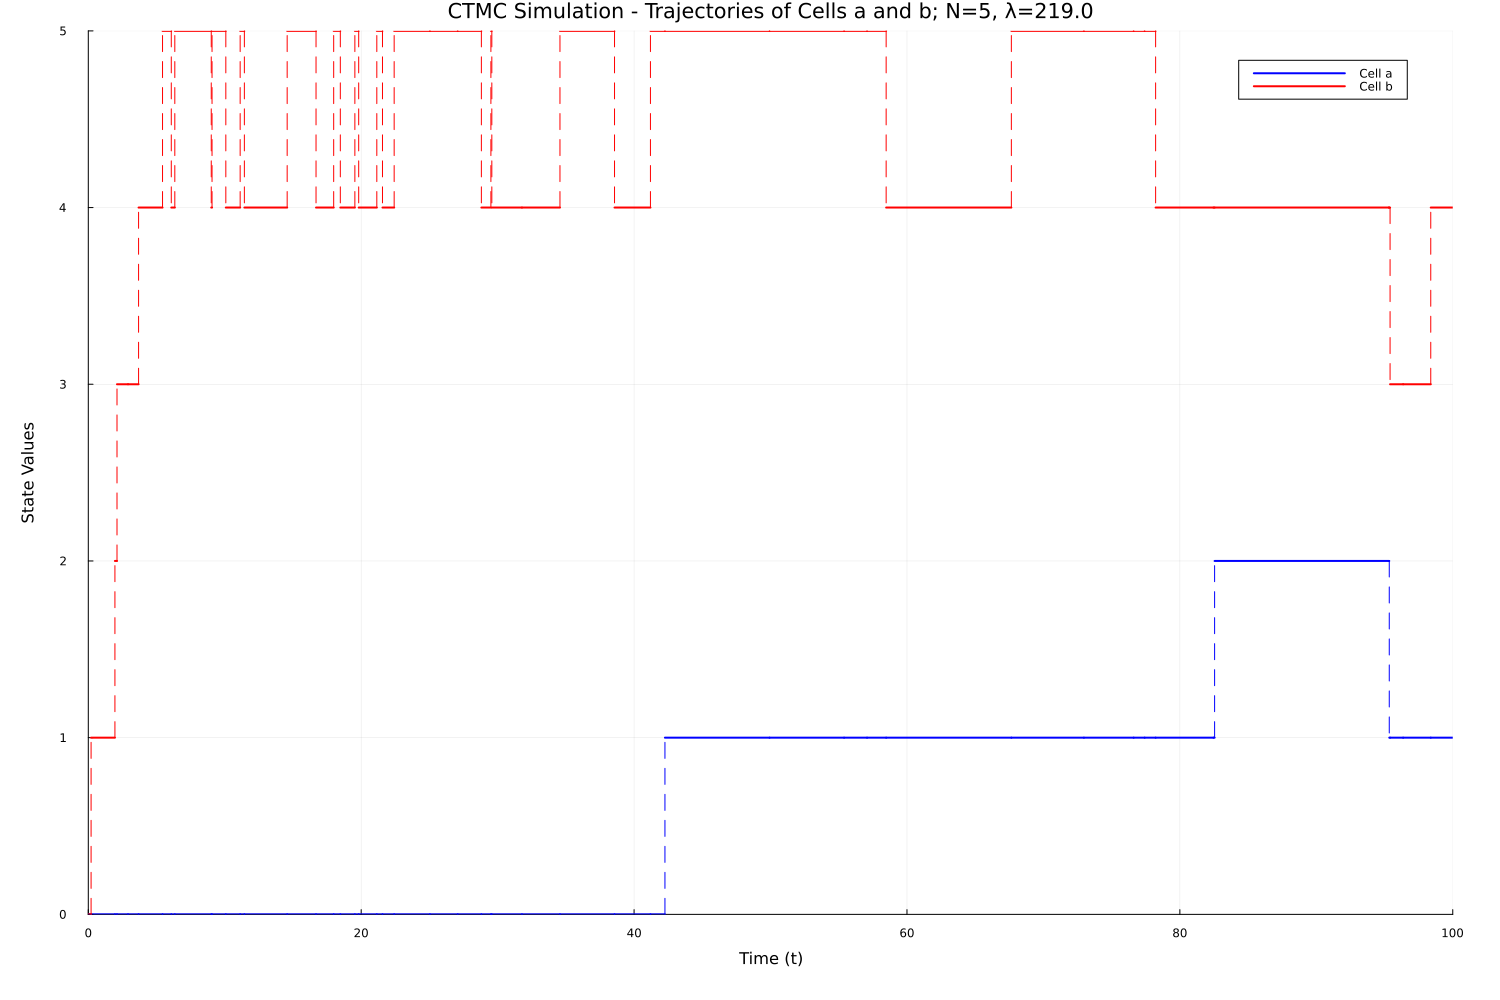 CTMC Simulation - Trajectories of Cells a and b; N=5, λ=219.0
Cell a
Cell b
5
4
3
2
1
0
State Values
0 20 40 60 80 100
Time (t)